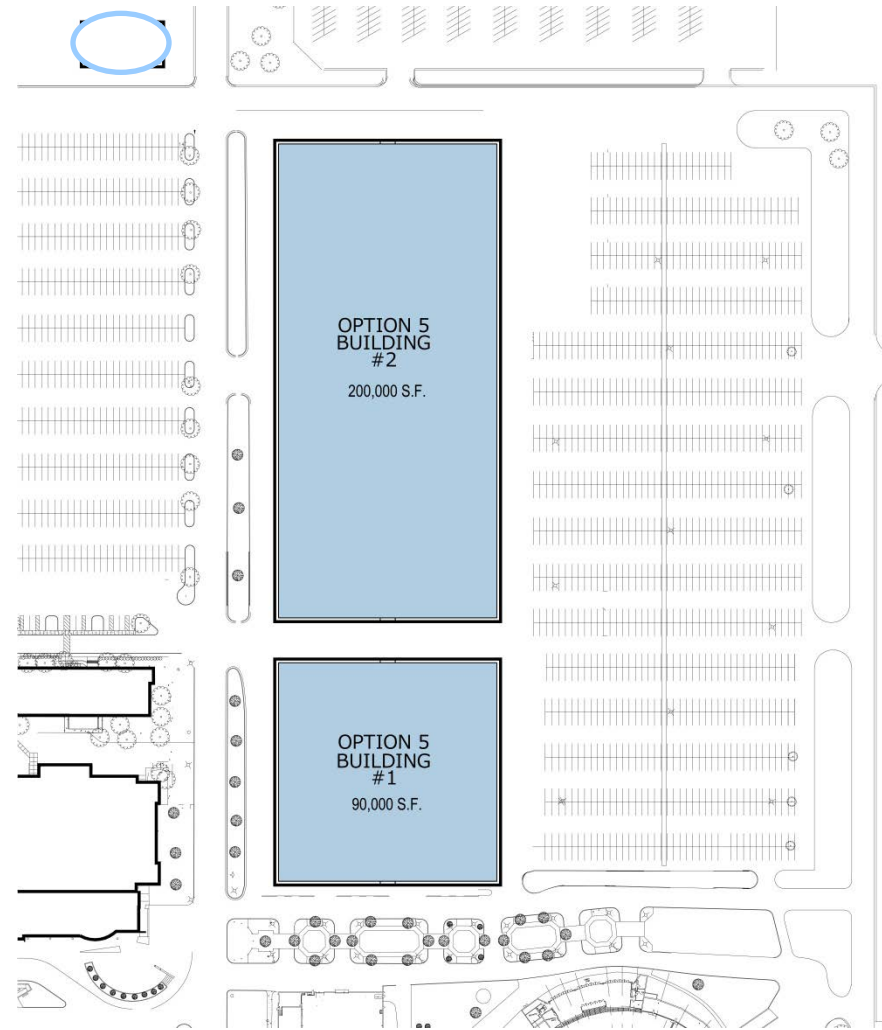 OPTION 5
BUILDING
#2
200,000 S.F.
OPTION 5
BUILDING
#1
90,000 S.F.